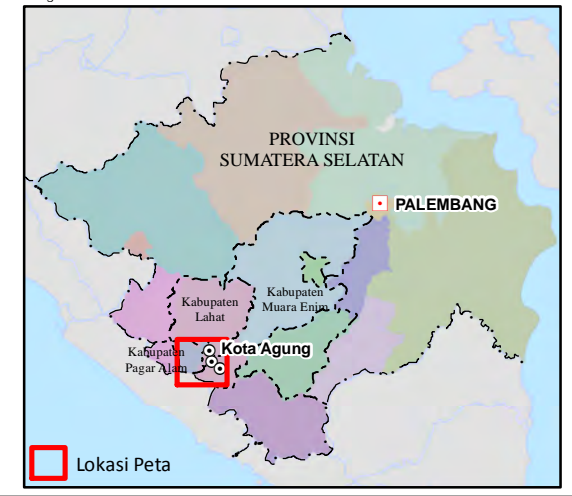 PROVINSI
SUMATERA SELATAN
PALEMBANG
Kabupaten
Lahat
Kabupaten
Muara Enim
Kota Agung
Kabupaten
Pagar Alam
Lokasi Peta